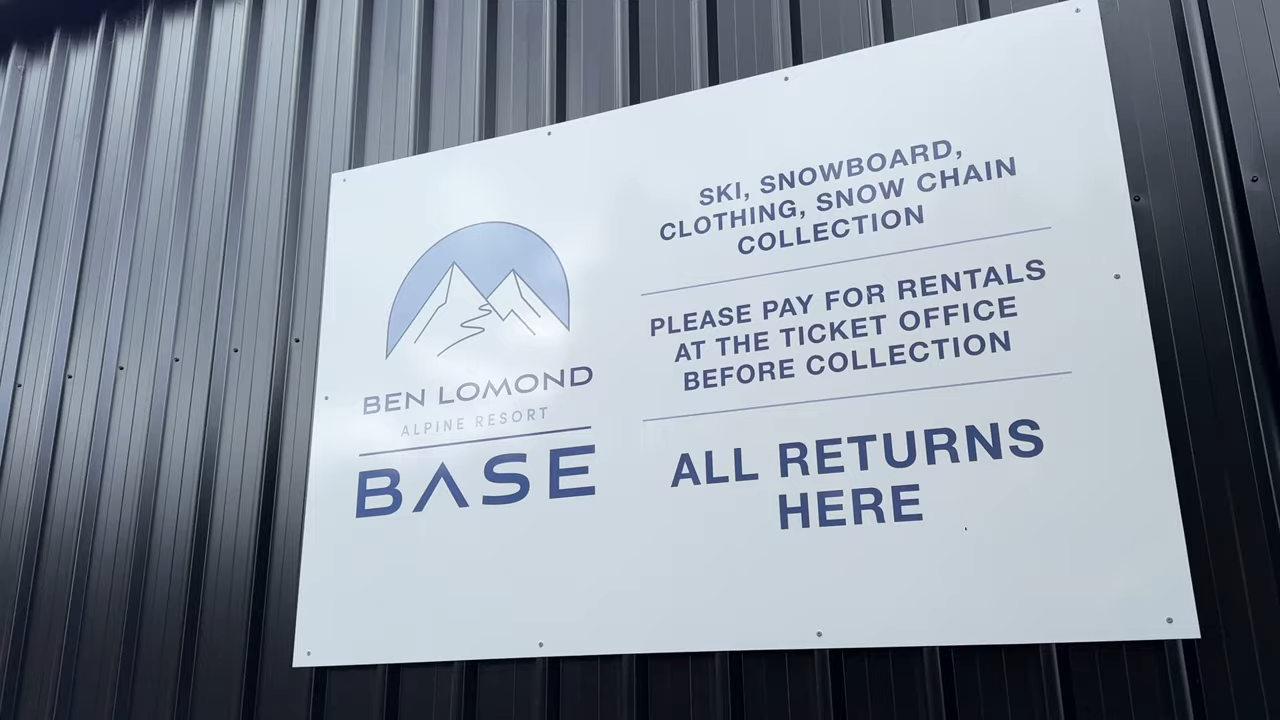 BEN LOMOND
ALPINE RESORT
BASE
SKI, SNOWBOARD,
CLOTHING, SNOW CHAIN
COLLECTION
PLEASE PAY FOR RENTALS
AT THE TICKET OFFICE
BEFORE COLLECTION
ALL RETURNS
HERE